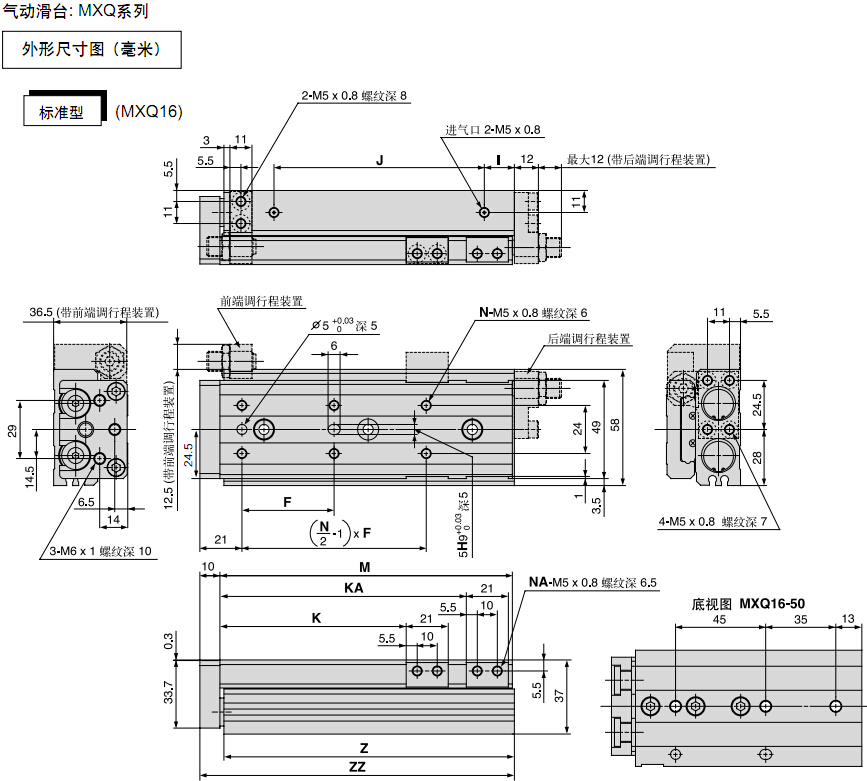 气动滑台: MXQ系列
外形尺寸图（毫米）
标准型 (MXQ16)
2-M5 x 0.8 螺纹深 8
进气口 2-M5 x 0.8
3 11
5.5
J
I
12
最大12 (带后端调行程装置)
5.5
11
11
36.5 (带前端调行程装置)
前端调行程装置
⌀5 +0.03 0 深 5
6
N-M5 x 0.8 螺纹深 6
后端调行程装置
11 5.5
29
14.5
6.5
14
3-M6 x 1 螺纹深 10
12.5 (带前端调行程装置)
24.5
F
21
(N/2 -1) x F
5H9 +0.03 0 深 5
24
49
58
1
3.5
24.5
28
4-M5 x 0.8 螺纹深 7
10
M
KA
21
5.5
10
K
21
5.5
10
NA-M5 x 0.8 螺纹深 6.5
0.3
33.7
5.5
37
Z
ZZ
底视图 MXQ16-50
45
35
13